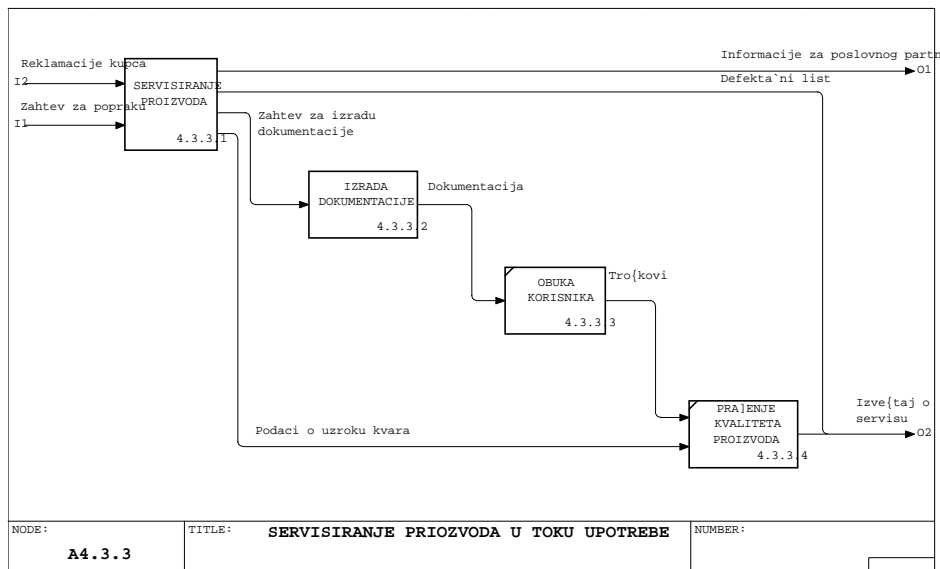 Informacije za poslovnog partn
Reklamacije kupca
O1
I2
SERVISIRANJE
PROIZVODA
4.3.3.1
Defekta`ni list
Zahtev za popraku
I1
Zahtev za izradu
dokumentacije
IZRADA
DOKUMENTACIJE
4.3.3.2
Dokumentacija
OBUKA
KORISNIKA
4.3.3.3
Tro{kovi
PRA]ENJE
KVALITETA
PROIZVODA
4.3.3.4
Izve{taj o
servisu
O2
Podaci o uzroku kvara
NODE:
A4.3.3
TITLE:
SERVISIRANJE PRIOZVODA U TOKU UPOTREBE
NUMBER: